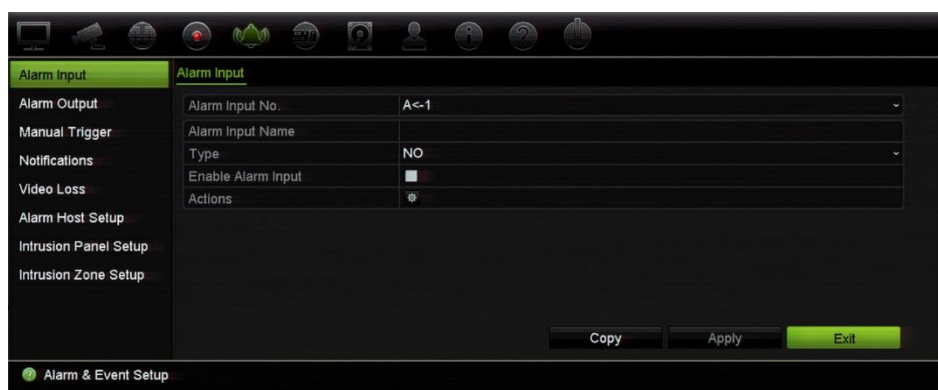 Alarm Input
Alarm Output
Manual Trigger
Notifications
Video Loss
Alarm Host Setup
Intrusion Panel Setup
Intrusion Zone Setup
Alarm Input
Alarm Input No. A<-1
Alarm Input Name
Type NO
Enable Alarm Input
Actions
Copy Apply Exit
Alarm & Event Setup